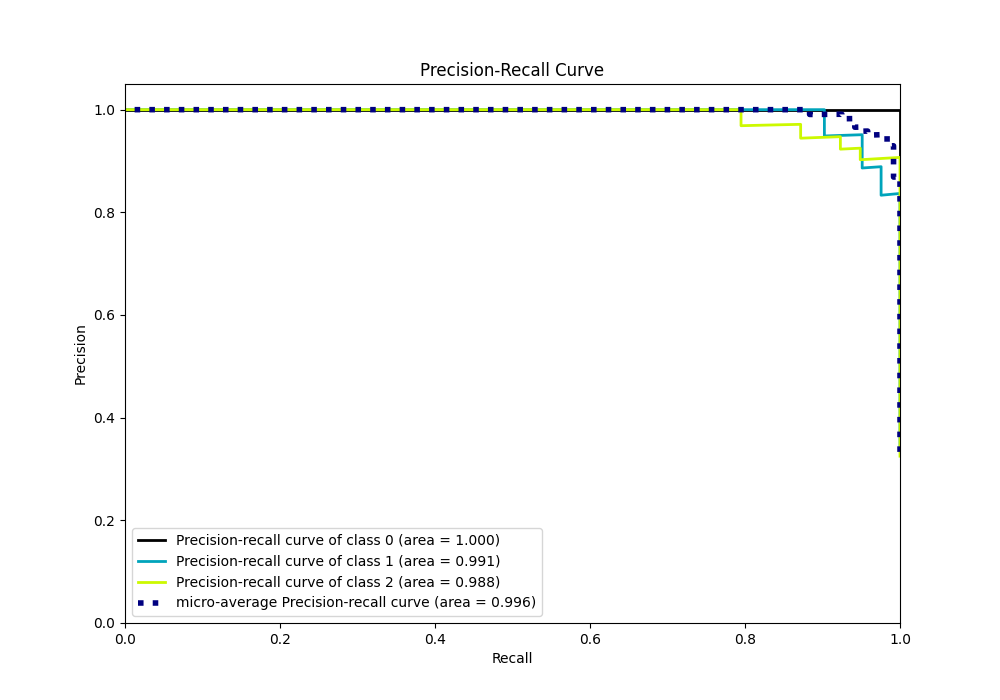 Precision-Recall Curve
1.0
0.8
0.6
0.4
0.2
0.0
Precision
Precision-recall curve of class 0 (area = 1.000)
Precision-recall curve of class 1 (area = 0.991)
Precision-recall curve of class 2 (area = 0.988)
micro-average Precision-recall curve (area = 0.996)
0.0 0.2 0.4 0.6 0.8 1.0
Recall